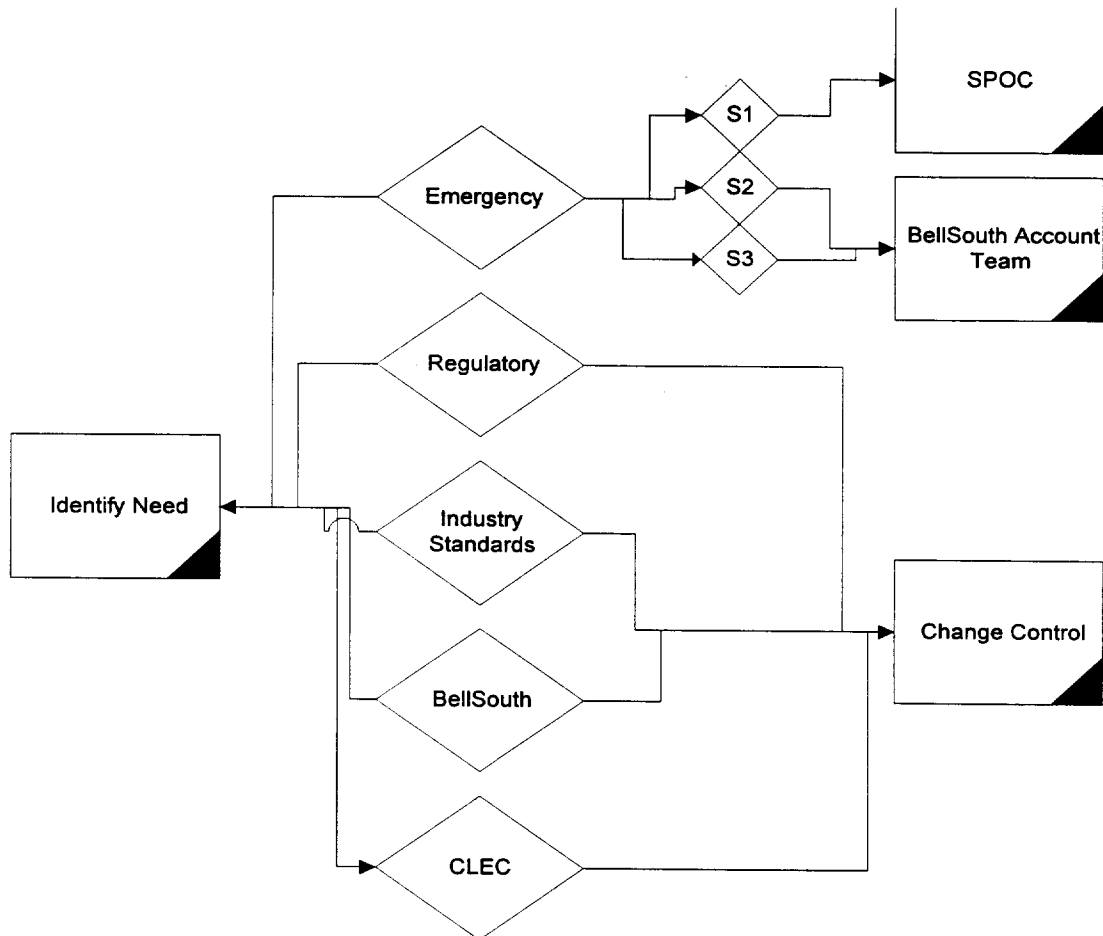 SPOC
S1
Emergency
S2
BellSouth Account
Team
S3
Regulatory
Identify Need
Industry
Standards
Change Control
BellSouth
CLEC